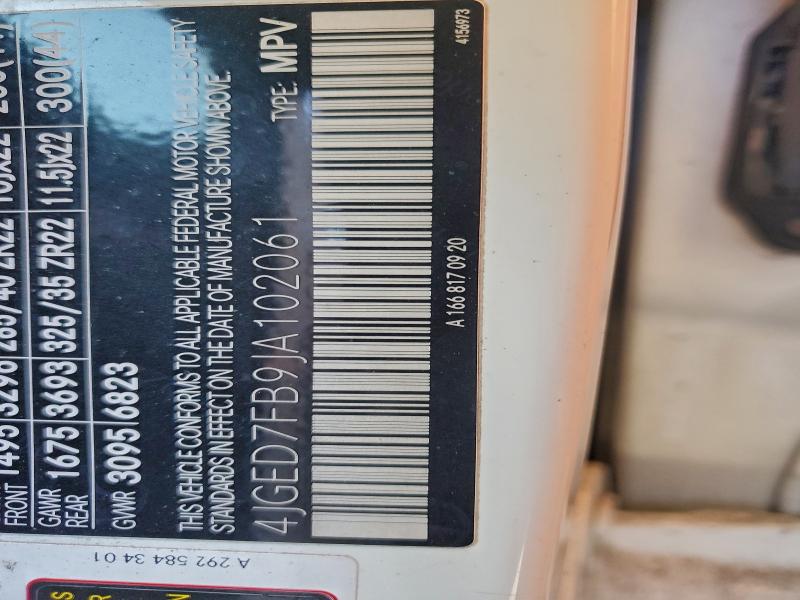 FRONT 1495 3296 265/40 ZR22 10Jx22
GAWR REAR 1675 3693 325/35 ZR22 11.5Jx22 300(44)
GVWR 3095 6823
THIS VEHICLE CONFORMS TO ALL APPLICABLE FEDERAL MOTOR VEHICLE SAFETY
STANDARDS IN EFFECT ON THE DATE OF MANUFACTURE SHOWN ABOVE.
4JGED7FB9JA102061 TYPE: MPV
A 166 817 09 20 4156973
A 292 584 34 01